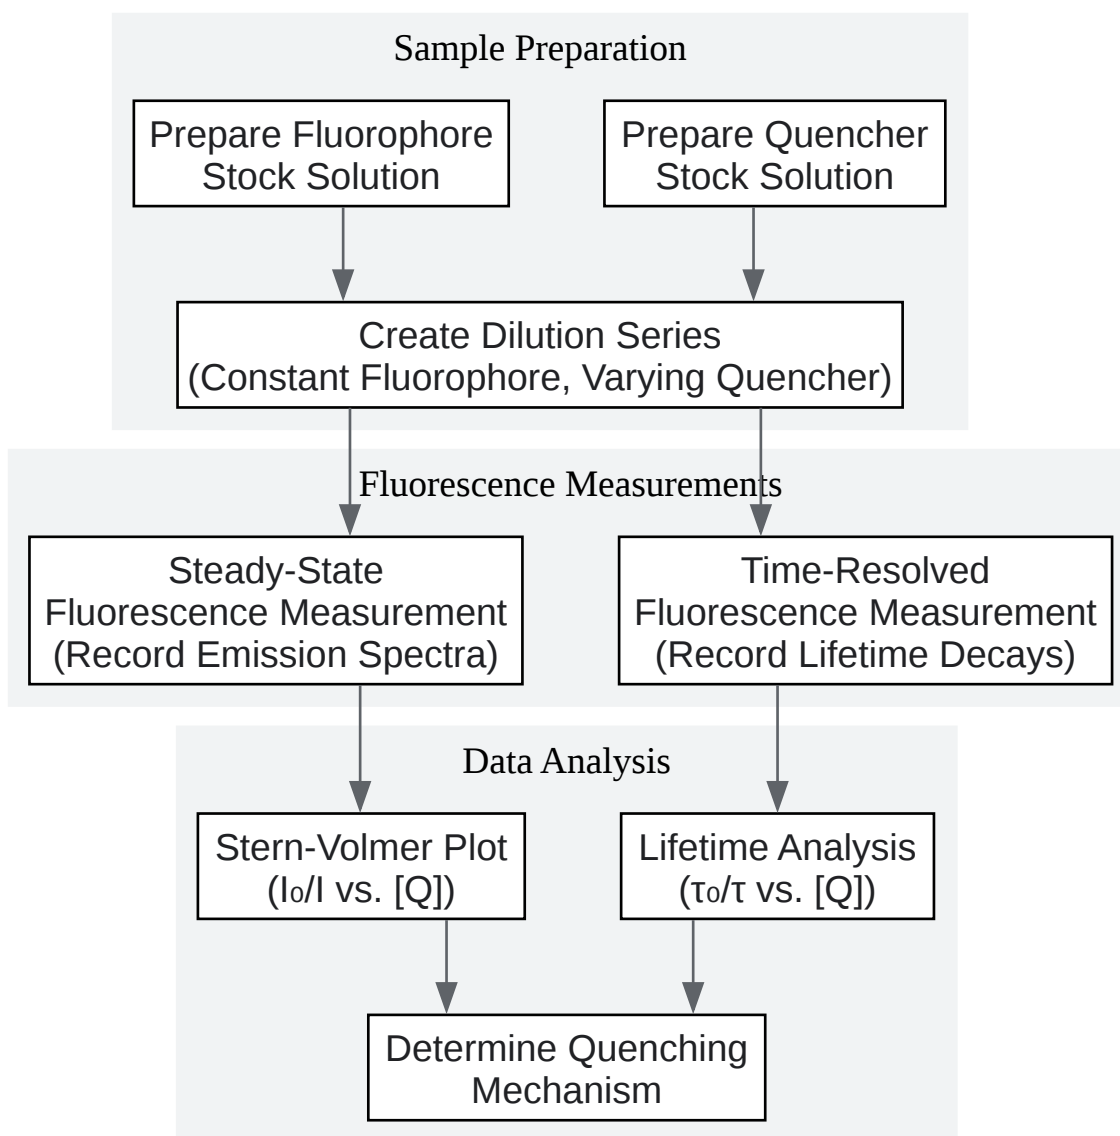 Sample Preparation
Prepare Fluorophore
Stock Solution
Prepare Quencher
Stock Solution
Create Dilution Series
(Constant Fluorophore, Varying Quencher)
Fluorescence Measurements
Steady-State
Fluorescence Measurement
(Record Emission Spectra)
Time-Resolved
Fluorescence Measurement
(Record Lifetime Decays)
Data Analysis
Stern-Volmer Plot
(I₀/I vs. [Q])
Lifetime Analysis
(τ₀/τ vs. [Q])
Determine Quenching
Mechanism